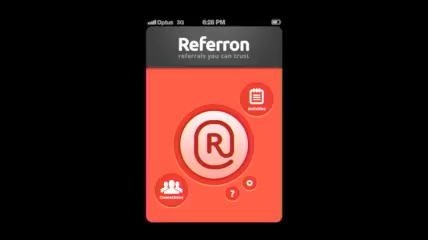 Optus 3G 6:28 PM
Referron
referrals you can trust.
Activities
R
Connections
?